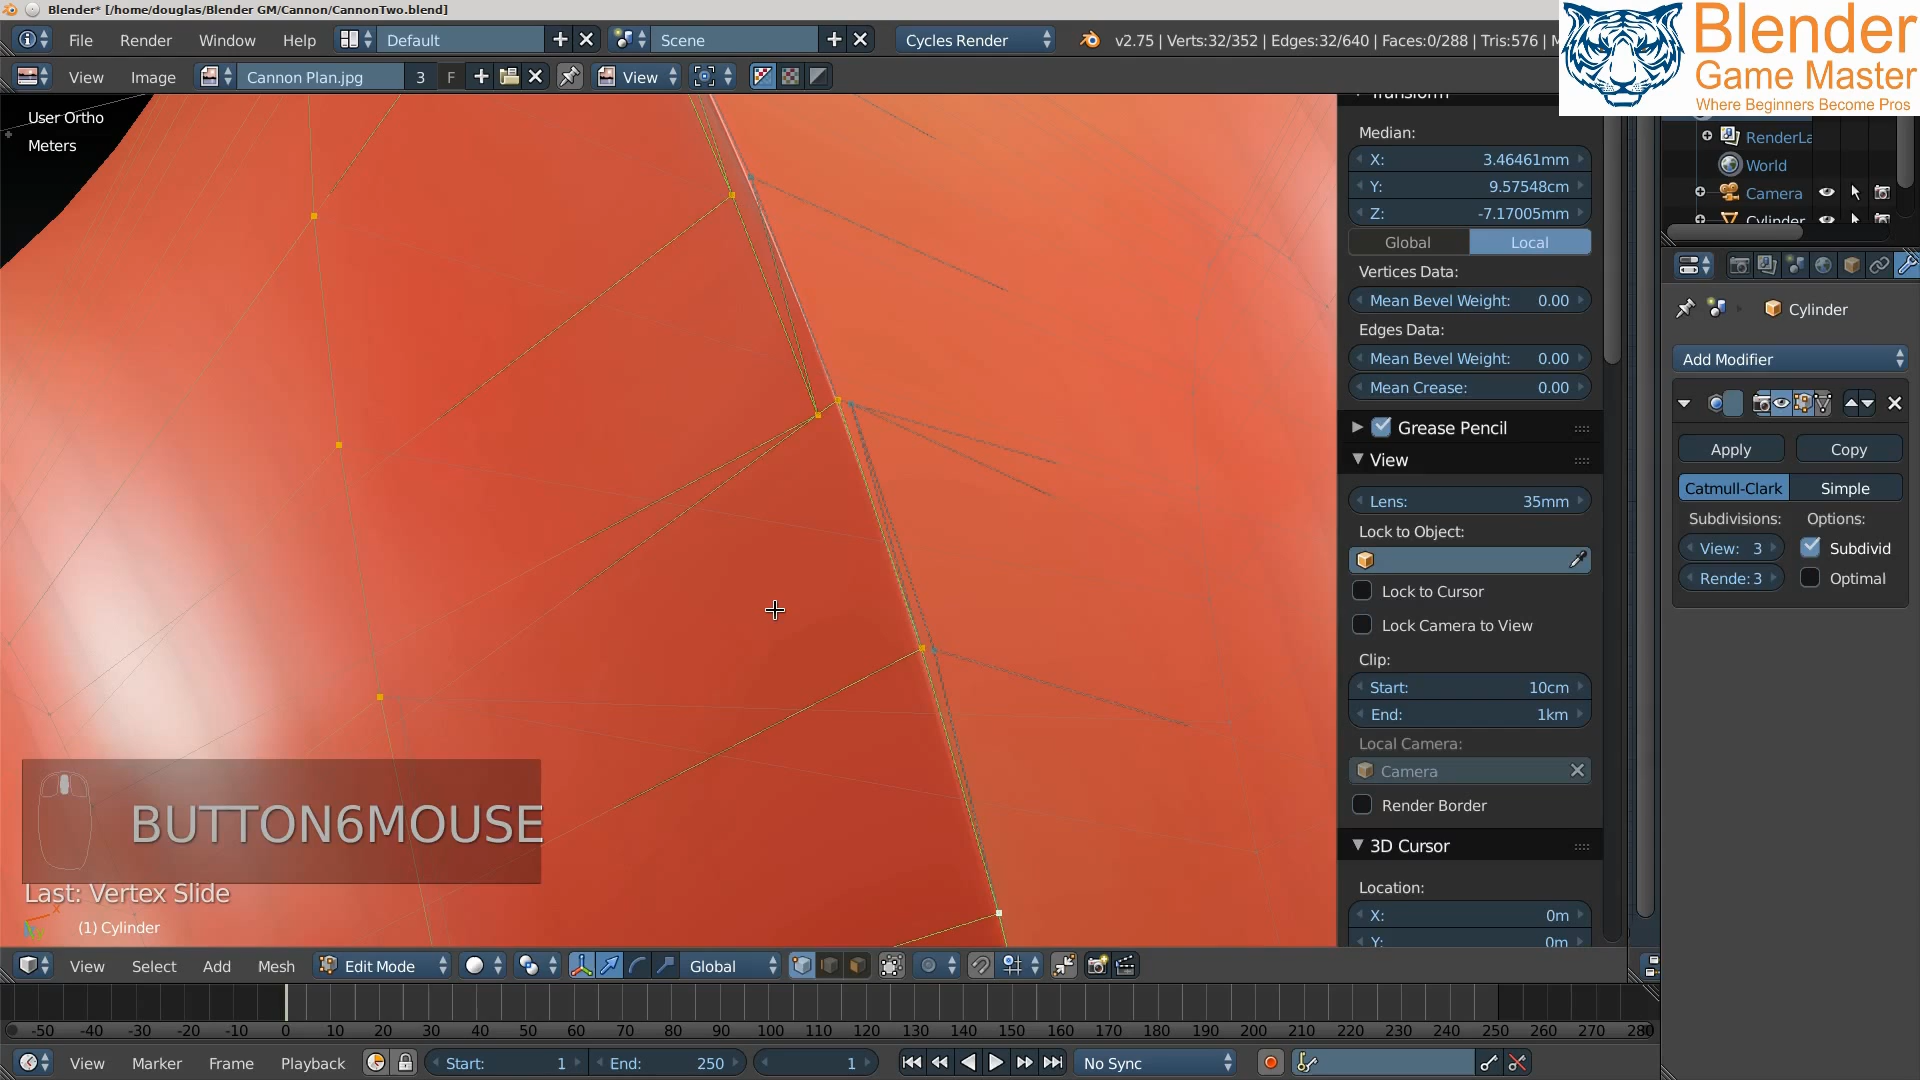 Blender* [/home/douglas/Blender GM/Cannon/CannonTwo.blend]
File Render Window Help Default Scene Cycles Render v2.75 | Verts:32/352 | Edges:32/640 | Faces:0/288 | Tris:576 | M
Blender
Game Master
Where Beginners Become Pros
View Image Cannon Plan.jpg 3 F View
User Ortho
Meters
Transform
Median:
X: 3.46461mm
Y: 9.57548cm
Z: -7.17005mm
Global Local
Vertices Data:
Mean Bevel Weight: 0.00
Edges Data:
Mean Bevel Weight: 0.00
Mean Crease: 0.00
Grease Pencil
View
Lens: 35mm
Lock to Object:
Lock to Cursor
Lock Camera to View
Clip:
Start: 10cm
End: 1km
Local Camera:
Camera
Render Border
3D Cursor
Location:
X: 0m
Y: 0m
RenderLa
World
Camera
Cylinder
Cylinder
Add Modifier
Apply Copy
Catmull-Clark Simple
Subdivisions: Options:
View: 3 Subdivid
Rende: 3 Optimal
BUTTON6MOUSE
Last: Vertex Slide
(1) Cylinder
View Select Add Mesh Edit Mode Global
-50 -40 -30 -20 -10 0 10 20 30 40 50 60 70 80 90 100 110 120 130 140 150 160 170 180 190 200 210 220 230 240 250 260 270 280
View Marker Frame Playback Start: 1 End: 250 1 No Sync